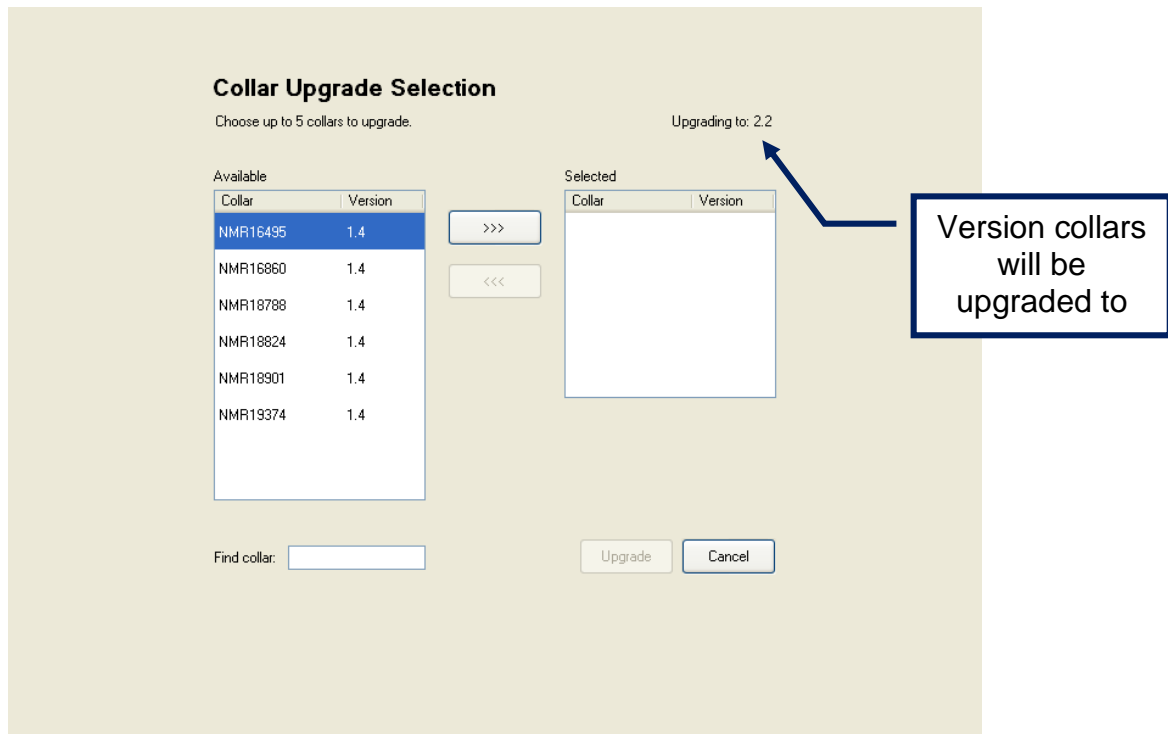 Collar Upgrade Selection
Choose up to 5 collars to upgrade.
Upgrading to: 2.2
Available
Collar Version
NMR16495 1.4
NMR16860 1.4
NMR18788 1.4
NMR18824 1.4
NMR18901 1.4
NMR19374 1.4
>>>
<<<
Selected
Collar Version
Version collars
will be
upgraded to
Find collar:
Upgrade
Cancel